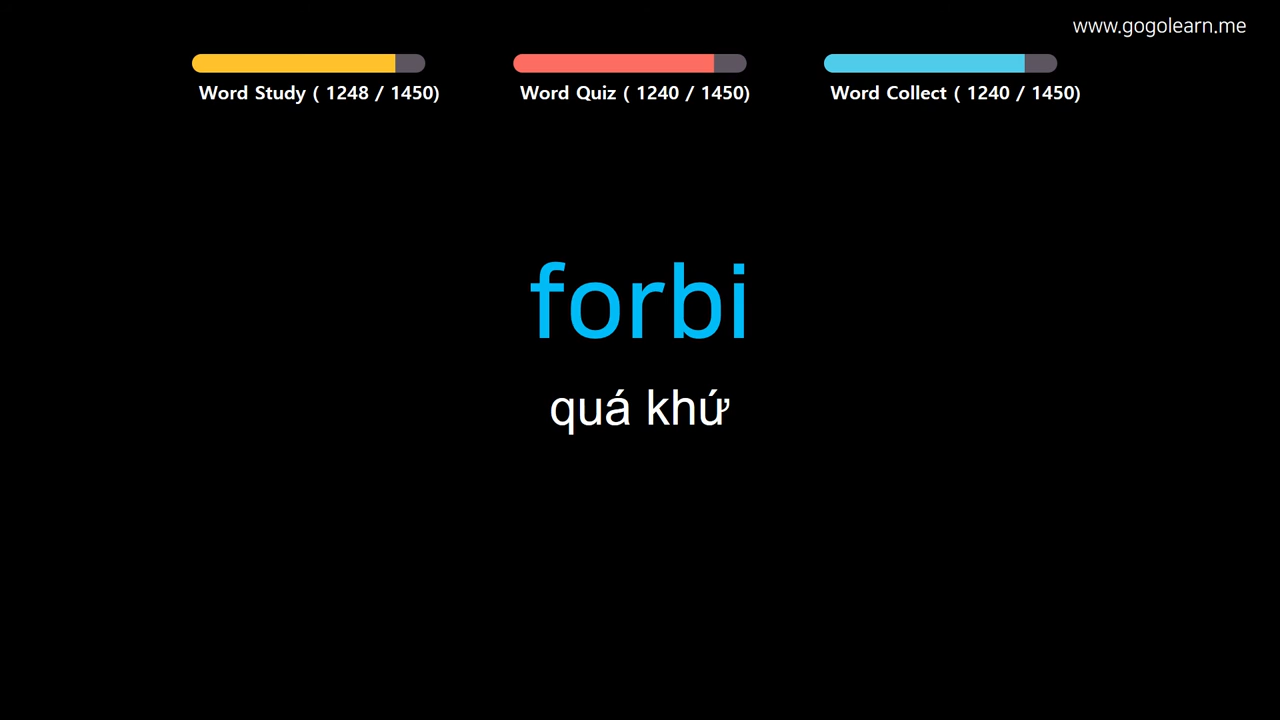 www.gogolearn.me
Word Study ( 1248 / 1450)
Word Quiz ( 1240 / 1450)
Word Collect ( 1240 / 1450)
forbi
quá khứ